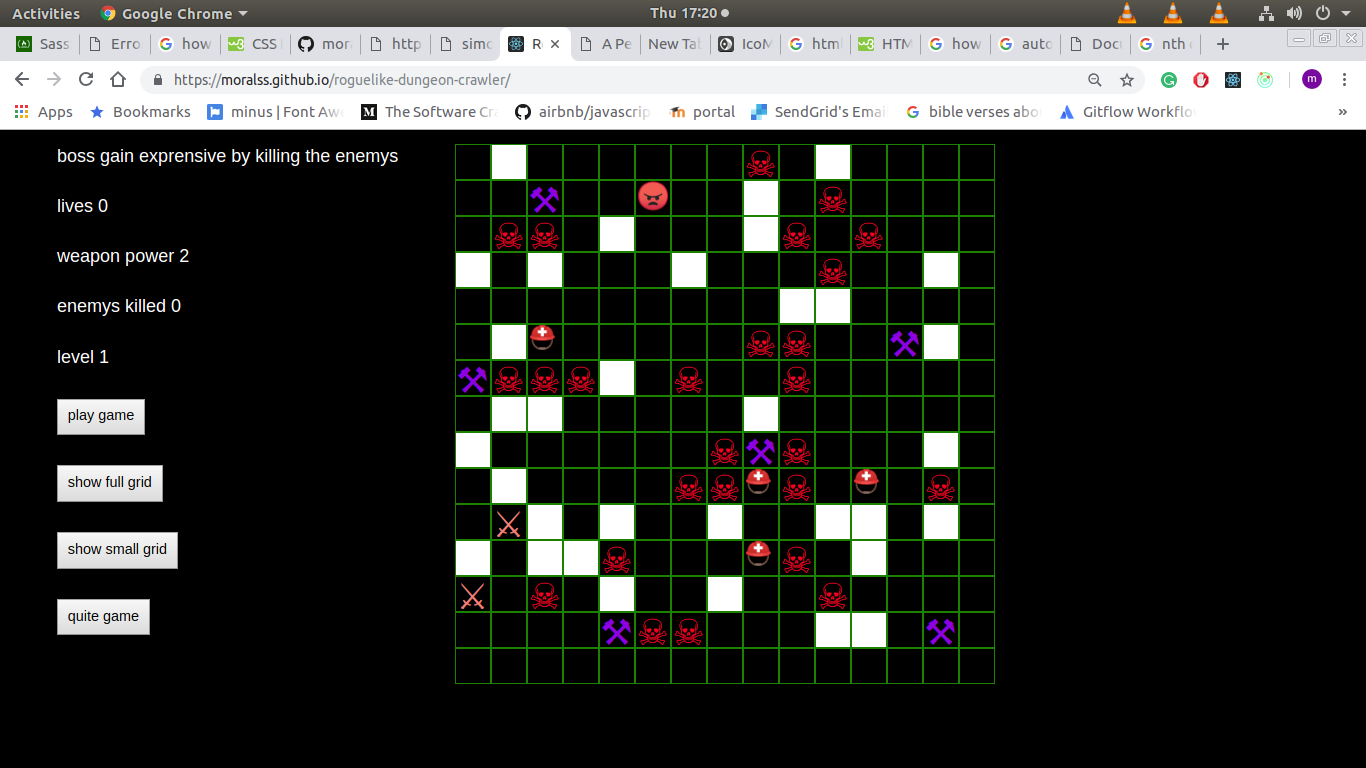 Activities Google Chrome Thu 17:20
Sass Erro how CSS mor http simo R A Pe New Tab IcoM html HTM how auto Doc nth
https://moralss.github.io/roguelike-dungeon-crawler/ m
Apps Bookmarks minus | Font Aw The Software Cr airbnb/javascrip portal SendGrid's Emai bible verses abo Gitflow Workflo »
boss gain exprensive by killing the enemys
lives 0
weapon power 2
enemys killed 0
level 1
play game
show full grid
show small grid
quite game